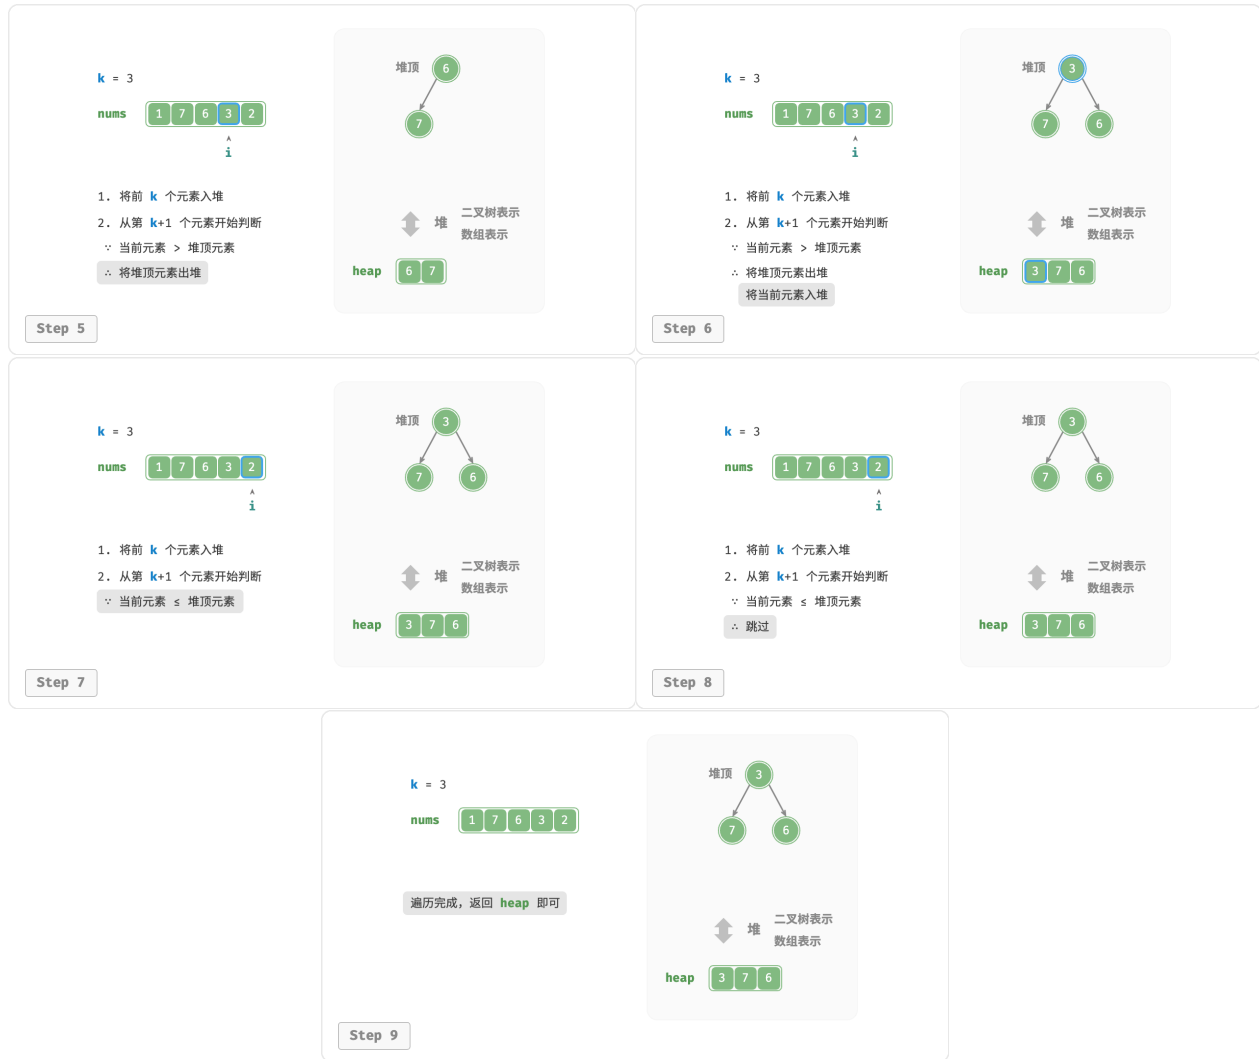 k = 3
nums 1 7 6 3 2
i
1. 将前 k 个元素入堆
2. 从第 k+1 个元素开始判断
∵ 当前元素 > 堆顶元素
∴ 将堆顶元素出堆
堆顶 6
7
堆 二叉树表示
数组表示
heap 6 7
Step 5
k = 3
nums 1 7 6 3 2
i
1. 将前 k 个元素入堆
2. 从第 k+1 个元素开始判断
∵ 当前元素 > 堆顶元素
∴ 将堆顶元素出堆
将当前元素入堆
堆顶 3
7 6
堆 二叉树表示
数组表示
heap 3 7 6
Step 6
k = 3
nums 1 7 6 3 2
i
1. 将前 k 个元素入堆
2. 从第 k+1 个元素开始判断
∵ 当前元素 ≤ 堆顶元素
堆顶 3
7 6
堆 二叉树表示
数组表示
heap 3 7 6
Step 7
k = 3
nums 1 7 6 3 2
i
1. 将前 k 个元素入堆
2. 从第 k+1 个元素开始判断
∵ 当前元素 ≤ 堆顶元素
∴ 跳过
堆顶 3
7 6
堆 二叉树表示
数组表示
heap 3 7 6
Step 8
k = 3
nums 1 7 6 3 2
遍历完成，返回 heap 即可
堆顶 3
7 6
堆 二叉树表示
数组表示
heap 3 7 6
Step 9